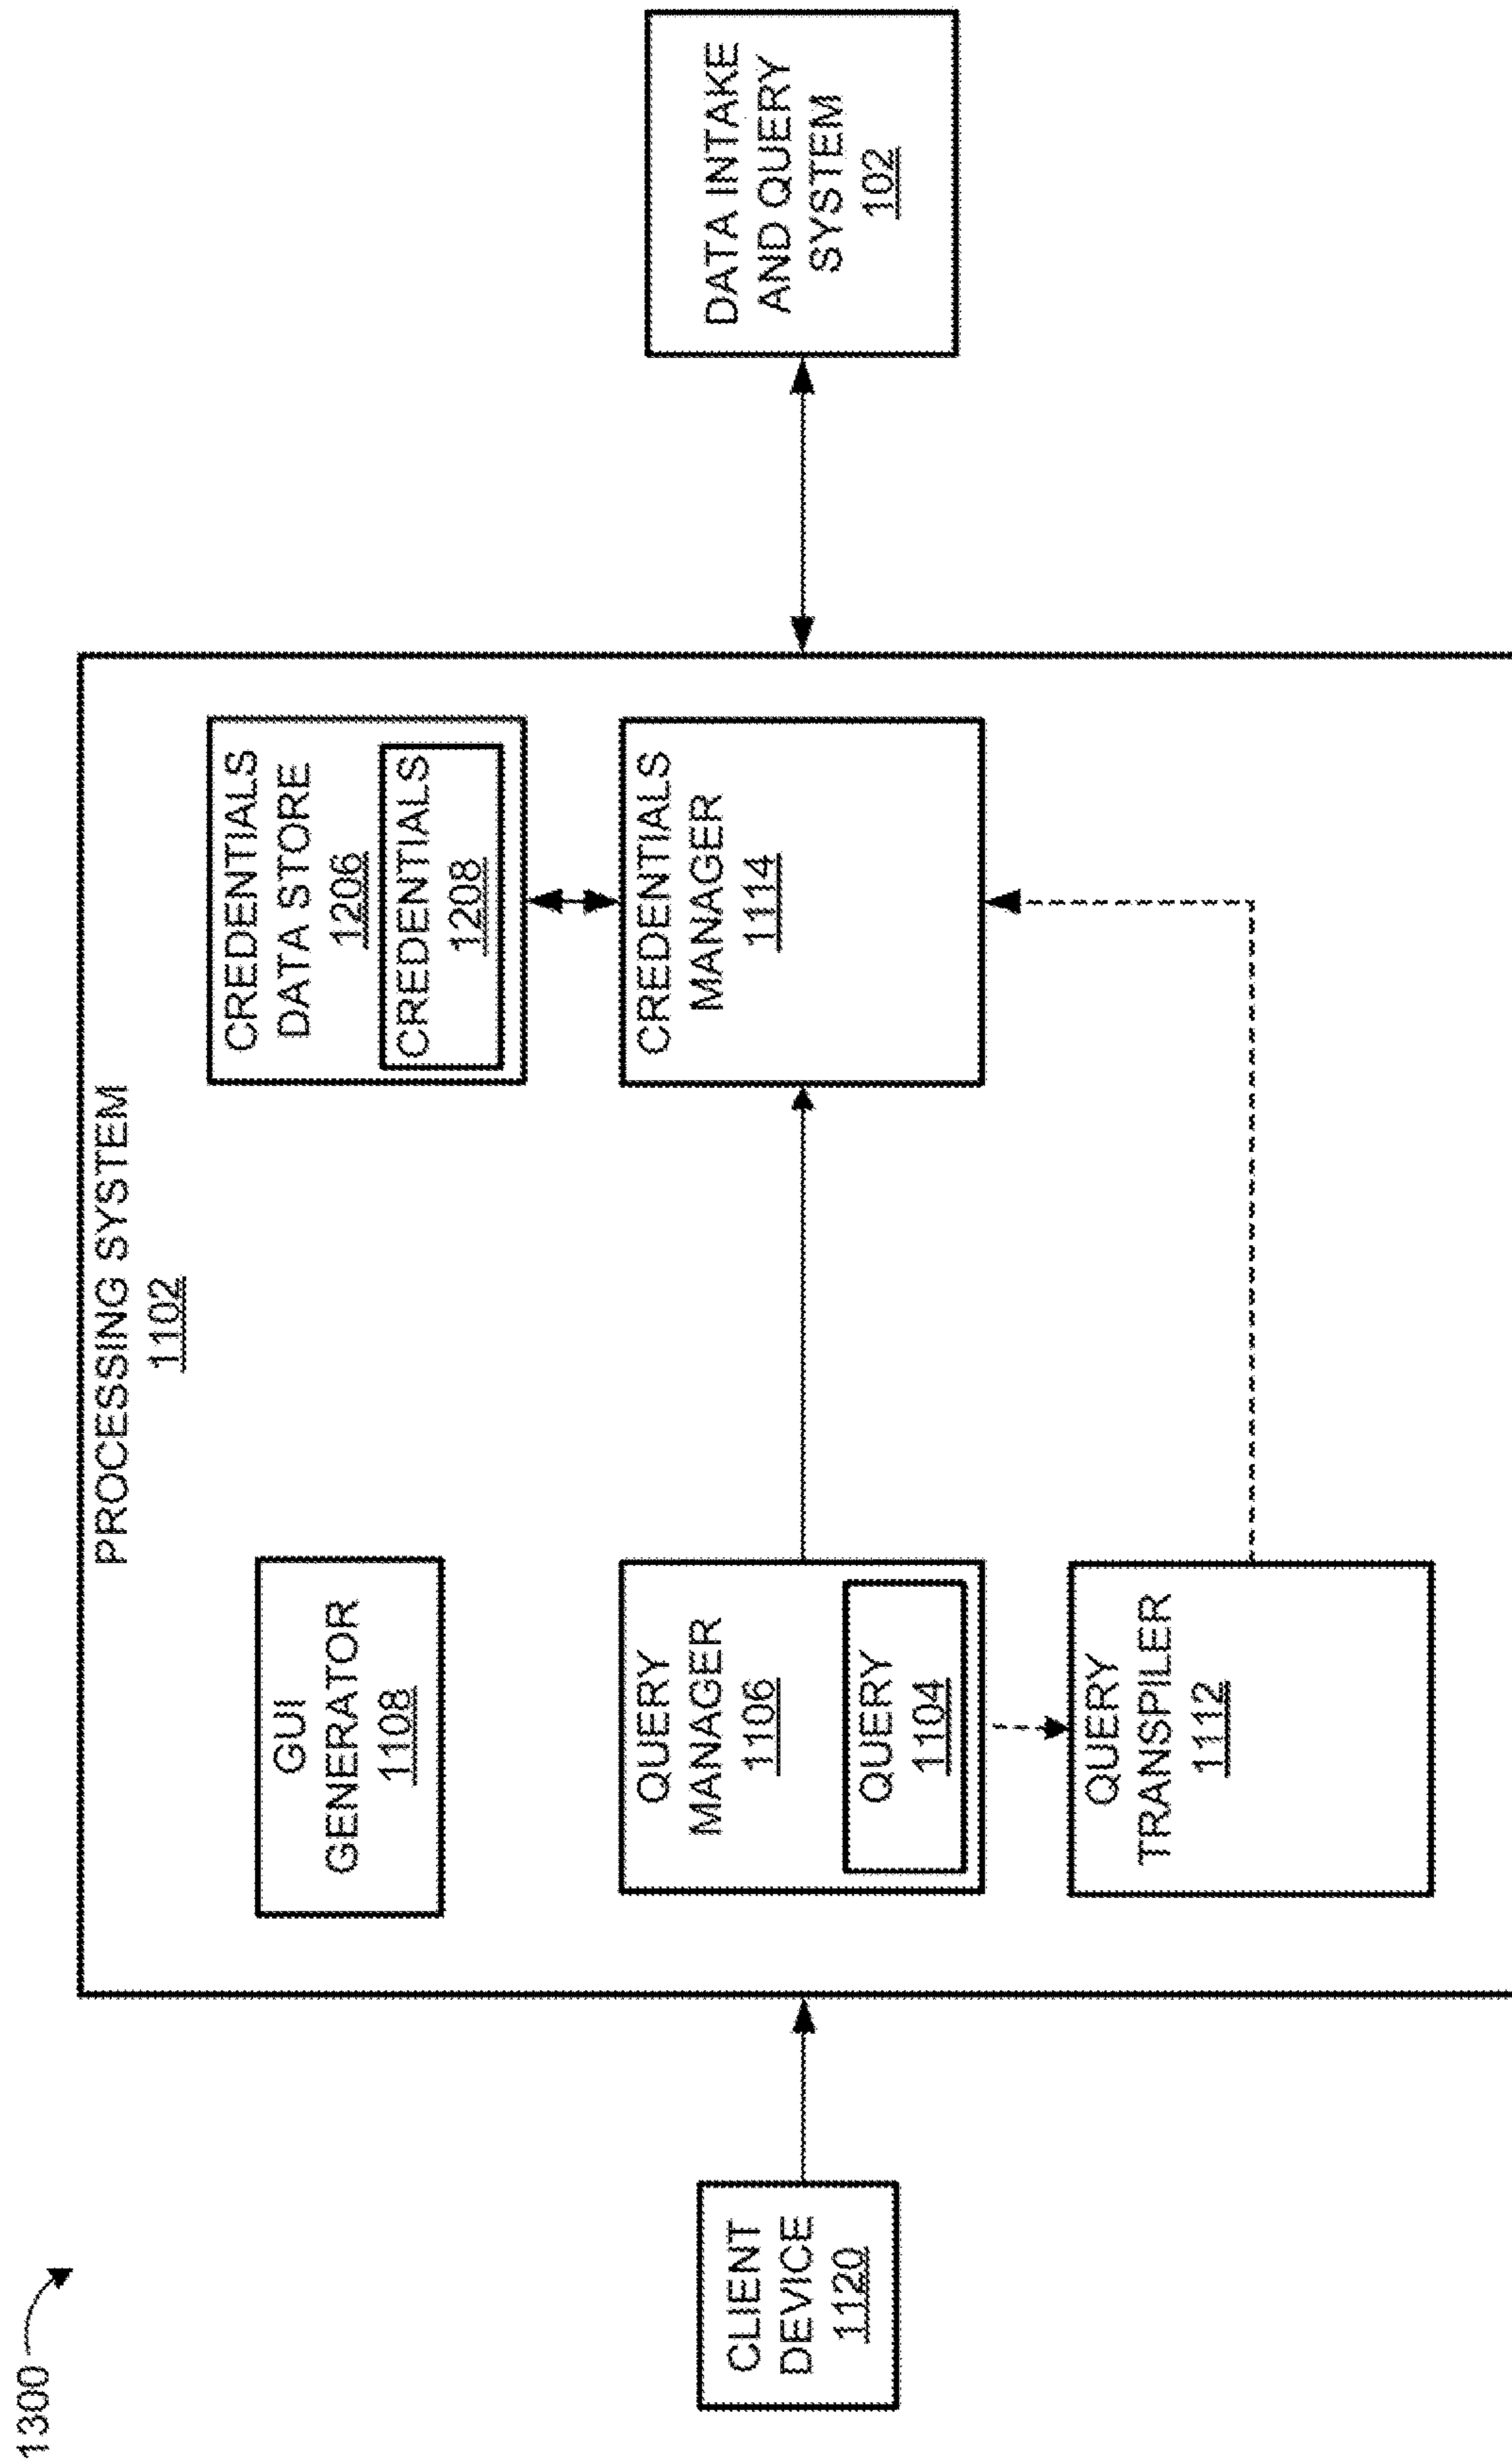 1300
PROCESSING SYSTEM
1102
GUI
GENERATOR
1108
CREDENTIALS
DATA STORE
1206
CREDENTIALS
1208
CLIENT
DEVICE
1120
QUERY
MANAGER
1106
QUERY
1104
CREDENTIALS
MANAGER
1114
DATA INTAKE
AND QUERY
SYSTEM
102
QUERY
TRANSPILER
1112